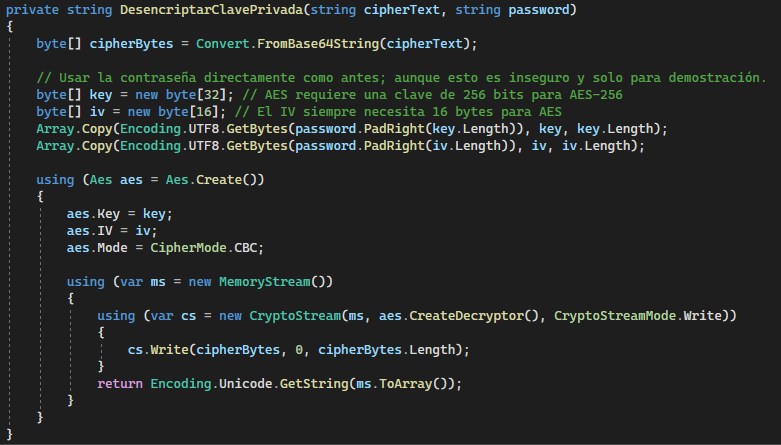 private string DesencriptarClavePrivada(string cipherText, string password)
{
    byte[] cipherBytes = Convert.FromBase64String(cipherText);

    // Usar la contraseña directamente como antes; aunque esto es inseguro y solo para demostración.
    byte[] key = new byte[32]; // AES requiere una clave de 256 bits para AES-256
    byte[] iv = new byte[16]; // El IV siempre necesita 16 bytes para AES
    Array.Copy(Encoding.UTF8.GetBytes(password.PadRight(key.Length)), key, key.Length);
    Array.Copy(Encoding.UTF8.GetBytes(password.PadRight(iv.Length)), iv, iv.Length);

    using (Aes aes = Aes.Create())
    {
        aes.Key = key;
        aes.IV = iv;
        aes.Mode = CipherMode.CBC;

        using (var ms = new MemoryStream())
        {
            using (var cs = new CryptoStream(ms, aes.CreateDecryptor(), CryptoStreamMode.Write))
            {
                cs.Write(cipherBytes, 0, cipherBytes.Length);
            }
            return Encoding.Unicode.GetString(ms.ToArray());
        }
    }
}